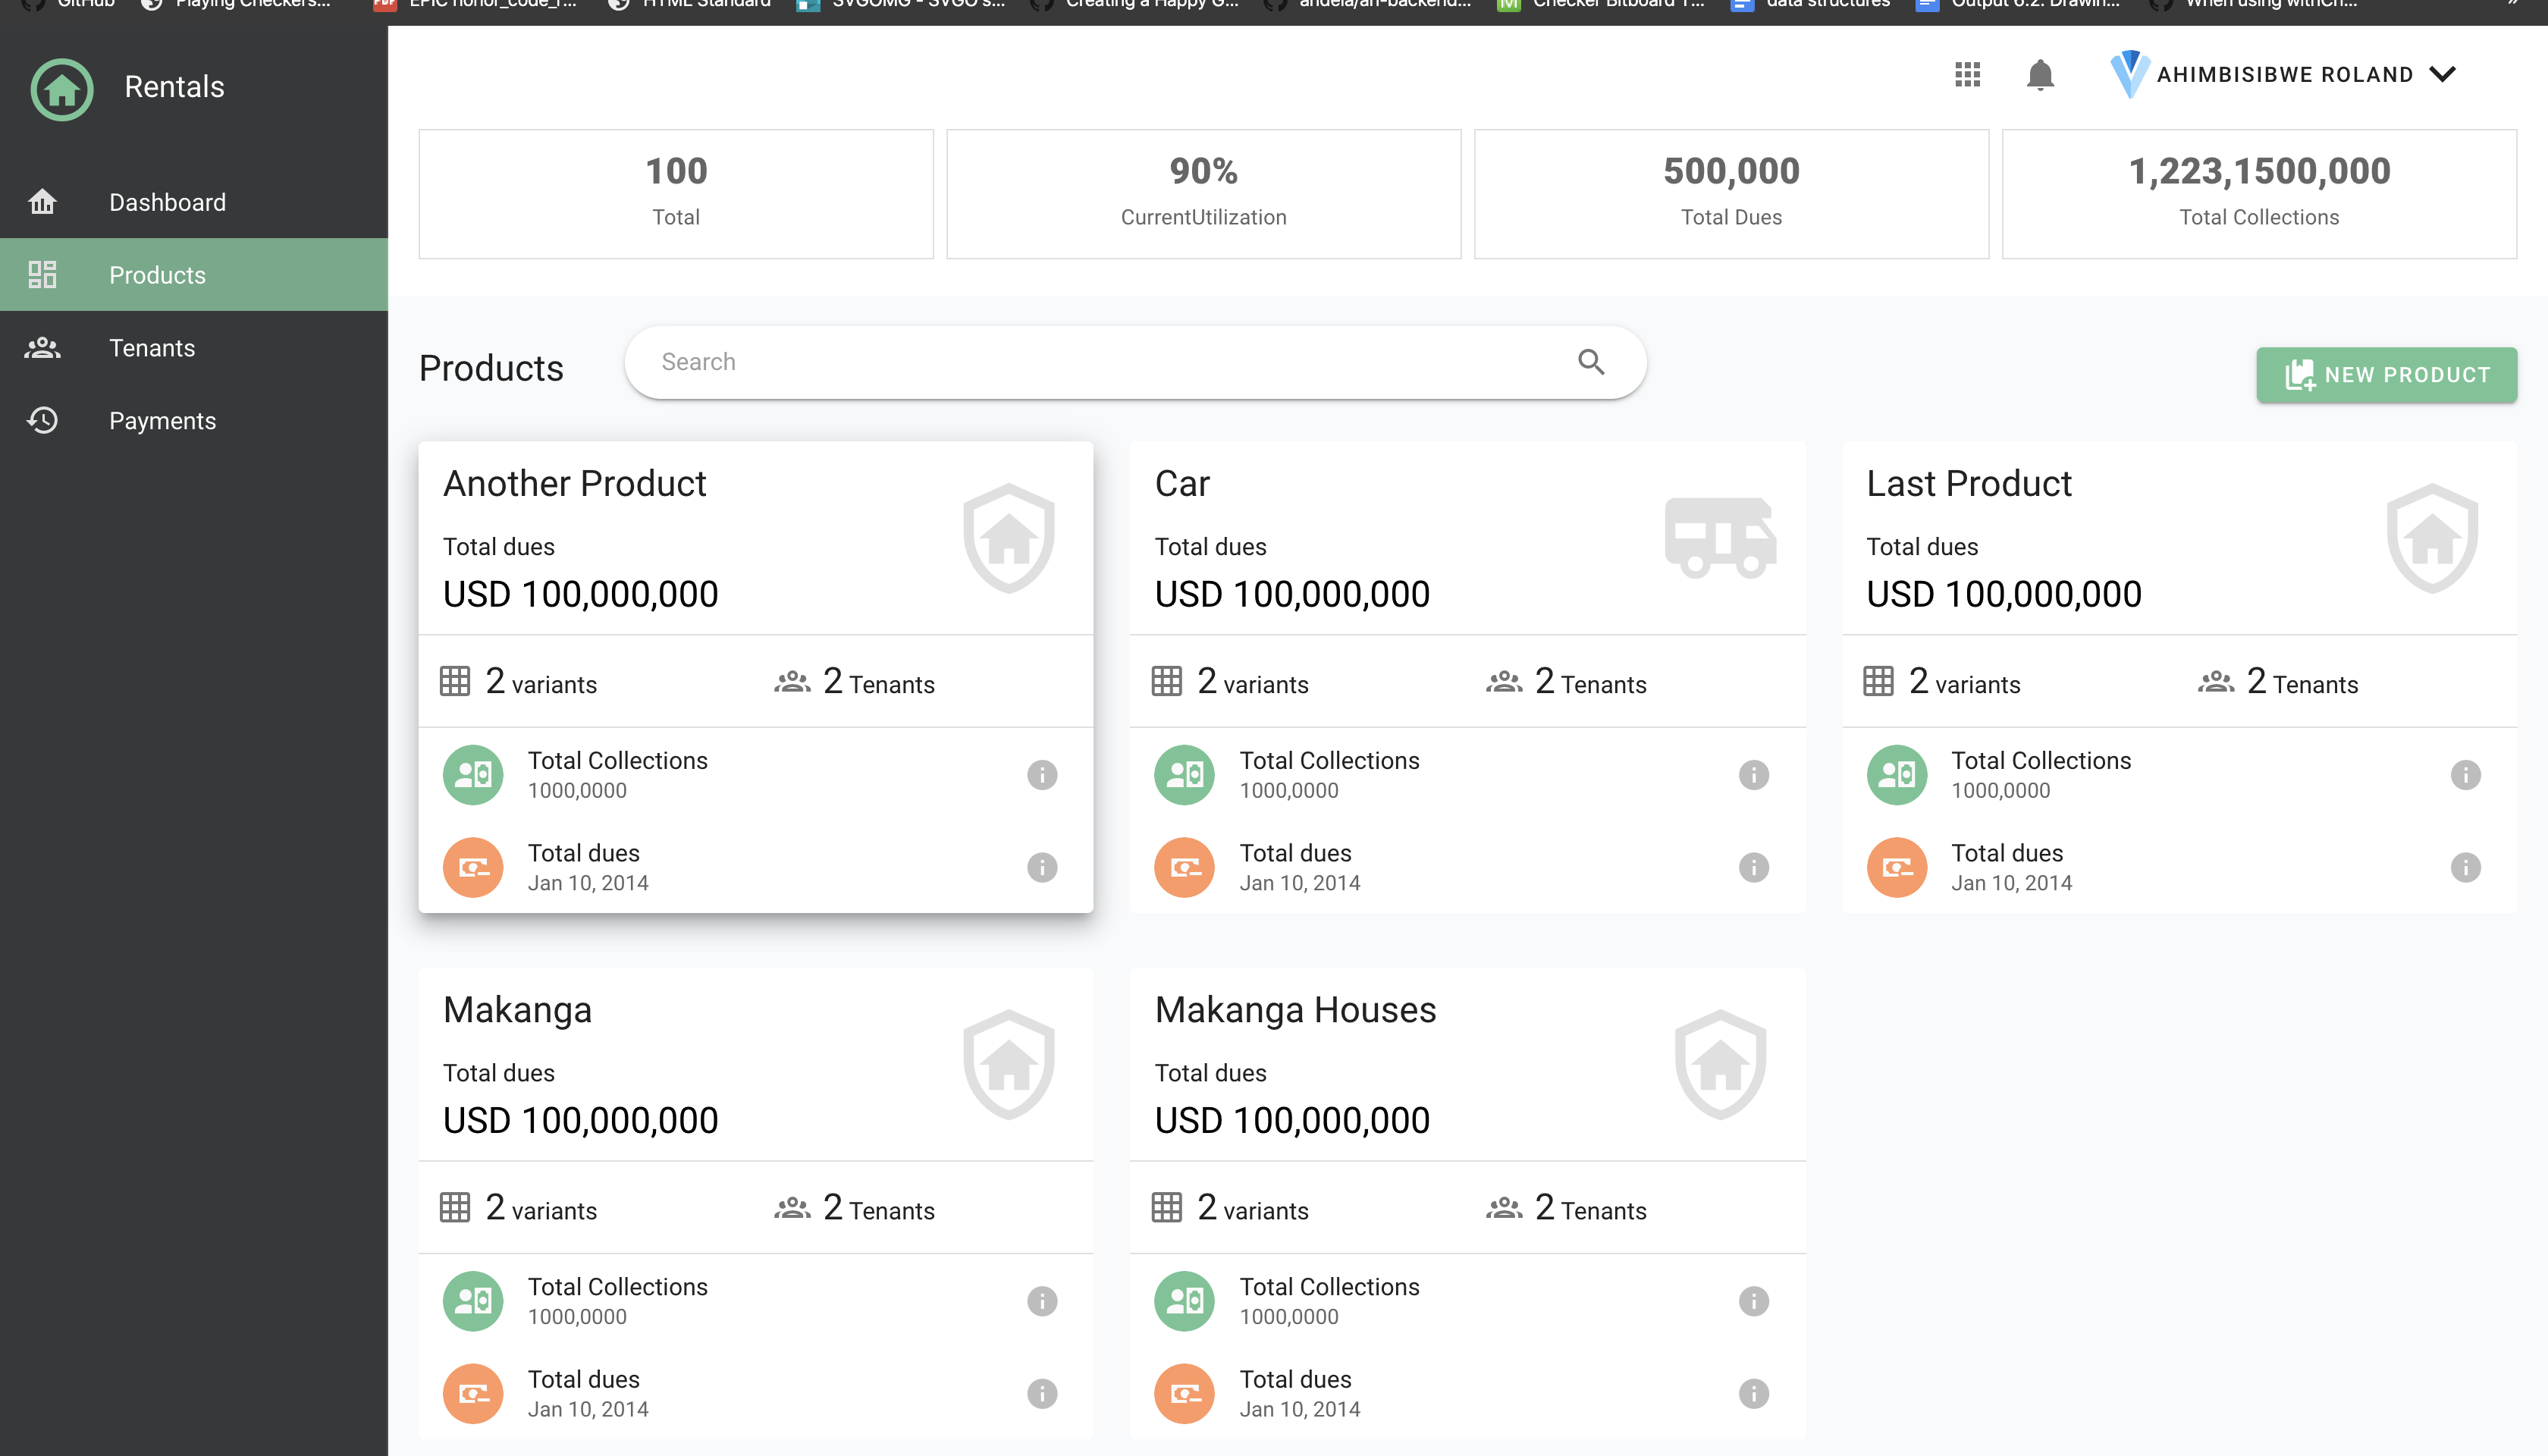 GitHub Playing Checkers... HTML Standard SVGOMG - SVGO's... Creating a Happy G... data structures Output 6.2: Drawin... When using withCh... »
Rentals
AHIMBISIBWE ROLAND
Dashboard
Products
Tenants
Payments
100
Total
90%
CurrentUtilization
500,000
Total Dues
1,223,1500,000
Total Collections
Products
Search
NEW PRODUCT
Another Product
Total dues
USD 100,000,000
2 variants
2 Tenants
Total Collections
1000,0000
Total dues
Jan 10, 2014
Car
Total dues
USD 100,000,000
2 variants
2 Tenants
Total Collections
1000,0000
Total dues
Jan 10, 2014
Last Product
Total dues
USD 100,000,000
2 variants
2 Tenants
Total Collections
1000,0000
Total dues
Jan 10, 2014
Makanga
Total dues
USD 100,000,000
2 variants
2 Tenants
Total Collections
1000,0000
Total dues
Jan 10, 2014
Makanga Houses
Total dues
USD 100,000,000
2 variants
2 Tenants
Total Collections
1000,0000
Total dues
Jan 10, 2014